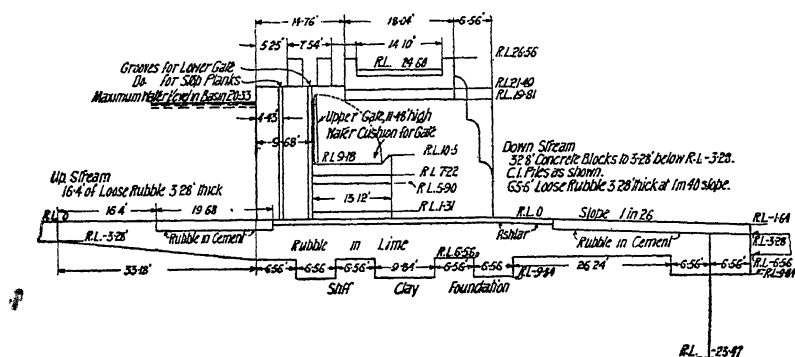 14·76' 18·04' 6·56'
5·25' 7·54' 14·10' R.L. 26·56
R.L. 24·68
Grooves for Lower Gate
Do. for Stop Planks R.L. 21·49
Maximum Water Level in Basin 20·33 R.L. 19·81
4·43' Upper Gate, 11·48' high
9·68' Water Cushion for Gate
R.L. 9·18 R.L. 10·5
Down Stream
32·8' Concrete Blocks to 3·28' below R.L.-3·28.
C.I. Piles as shown.
65·6' Loose Rubble 3·28' thick at 1 in 40 slope.
Up Stream R.L. 7·22
16·4' of Loose Rubble 3·28' thick R.L. 5·90
16·4' 19·68 13·12' R.L. 1·31
R.L. 0 R.L. 0 Slope 1 in 26 R.L.-1·64
R.L.-3·28' Rubble in Cement Ashlar Rubble in Cement R.L.-3·28
Rubble in Lime R.L. 6·56
33·18' 6·56' 6·56' 6·56' 9·84' 6·56' 6·56' R.L.-9·84 26·24' 6·56' 6·56' R.L.-6·56
R.L.-9·84
Stiff Clay Foundation
R.L. -23·47